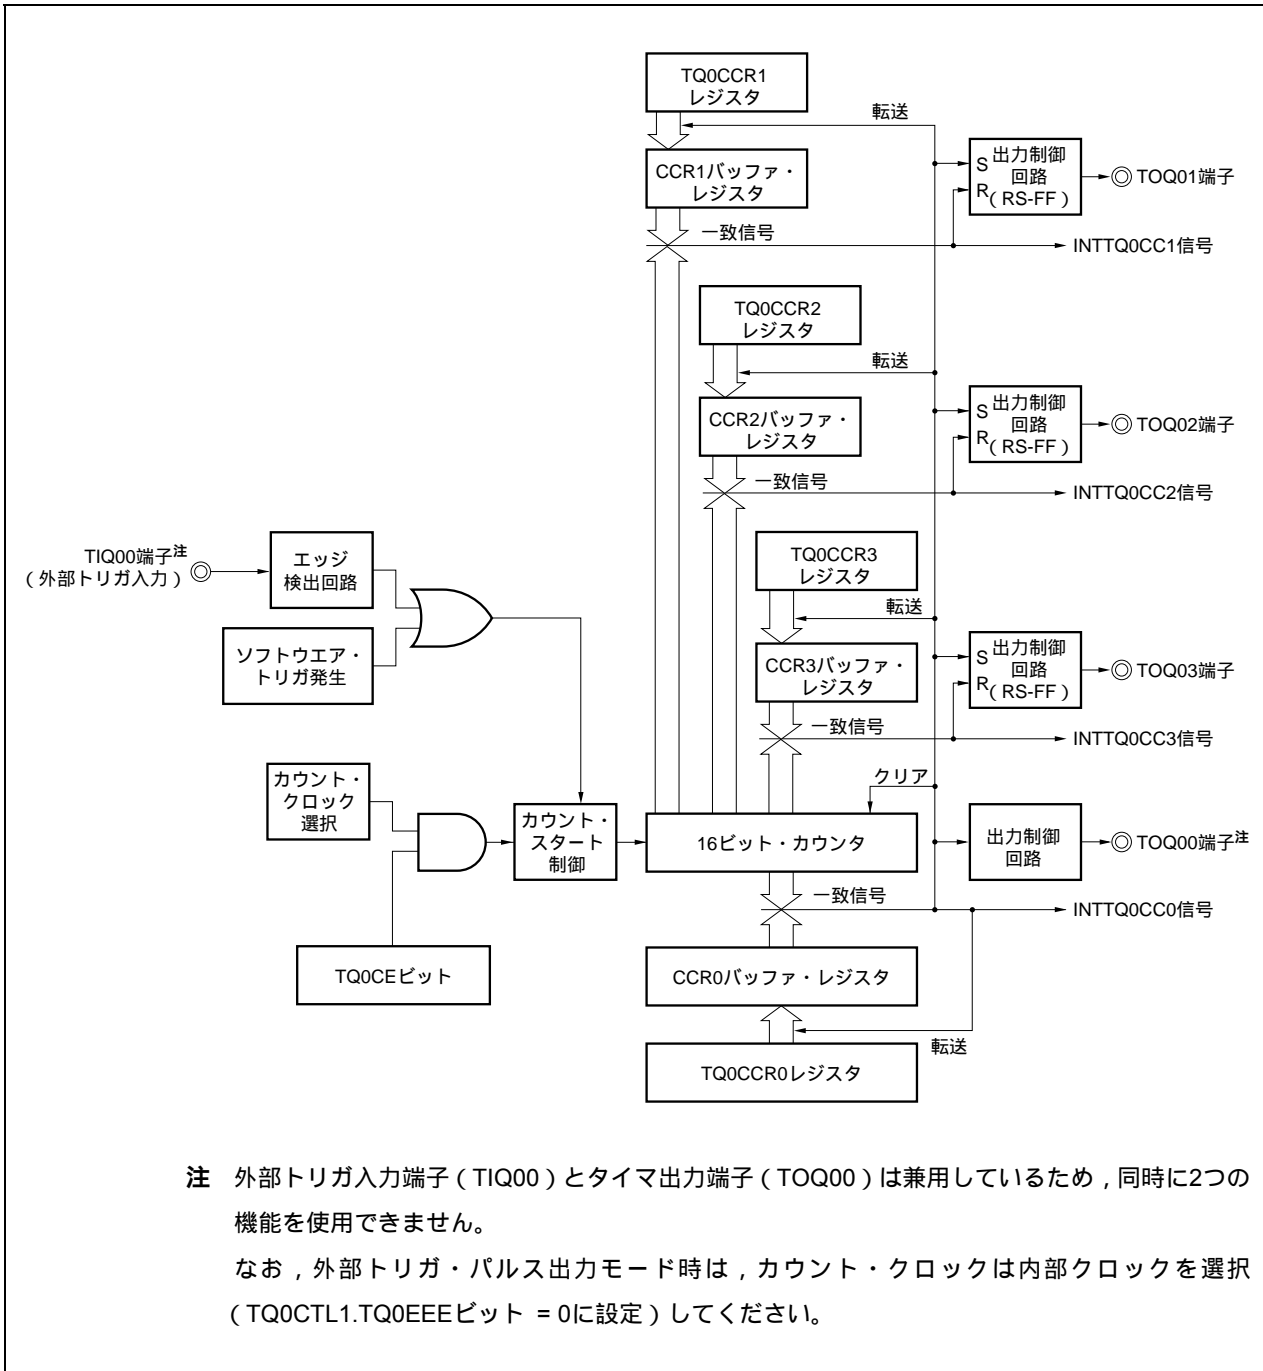 TQ0CCR1
レジスタ
転送
CCR1バッファ・
レジスタ
S
R
出力制御
回路
（RS-FF）
TOQ01端子
一致信号
INTTQ0CC1信号
TQ0CCR2
レジスタ
転送
CCR2バッファ・
レジスタ
S
R
出力制御
回路
（RS-FF）
TOQ02端子
一致信号
INTTQ0CC2信号
TIQ00端子注
（外部トリガ入力）
エッジ
検出回路
ソフトウエア・
トリガ発生
TQ0CCR3
レジスタ
転送
CCR3バッファ・
レジスタ
S
R
出力制御
回路
（RS-FF）
TOQ03端子
一致信号
INTTQ0CC3信号
クリア
カウント・
クロック
選択
カウント・
スタート
制御
16ビット・カウンタ
出力制御
回路
TOQ00端子注
一致信号
INTTQ0CC0信号
TQ0CEビット
CCR0バッファ・レジスタ
転送
TQ0CCR0レジスタ
注 外部トリガ入力端子（TIQ00）とタイマ出力端子（TOQ00）は兼用しているため，同時に2つの
機能を使用できません。
なお，外部トリガ・パルス出力モード時は，カウント・クロックは内部クロックを選択
（TQ0CTL1.TQ0EEEビット = 0に設定）してください。